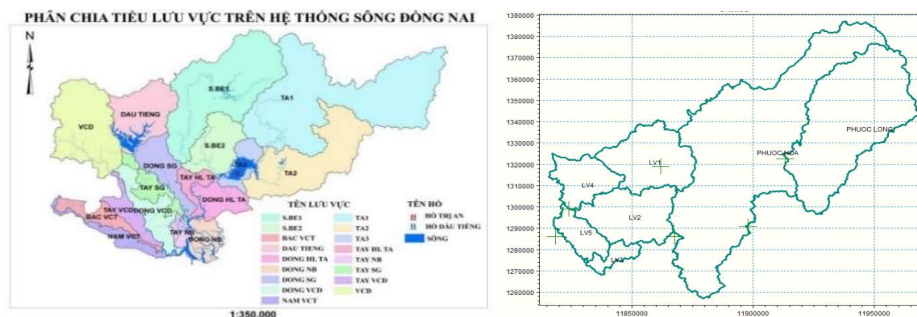 PHÂN CHIA TIỂU LƯU VỰC TRÊN HỆ THỐNG SÔNG ĐỒNG NAI
N
S.BE1
TA1
DAU TIENG
VCD
S.BE2
DONG SG
TA2
TAY HL TA
TAY SG
DONG HL TA
TAY VCD
DONG VCD
BAC VCT
NAM VCT
TAY NB
DONG NB
TÊN LƯU VỰC
TÊN HỒ
S.BE1
S.BE2
BAC VCT
DAU TIENG
DONG HL TA
DONG NB
DONG SG
DONG VCD
NAM VCT
TA1
TA2
TA3
TAY HL TA
TAY NB
TAY SG
TAY VCD
VCD
HỒ TRỊ AN
HỒ DẦU TIẾNG
SÔNG
1:350.000
1390000
1380000
1370000
1360000
1350000
1340000
1330000
1320000
1310000
1300000
1290000
1280000
1270000
1260000
PHUOC LONG
PHUOC HOA
LV1
LV4
LV2
LV5
11850000
11900000
11950000